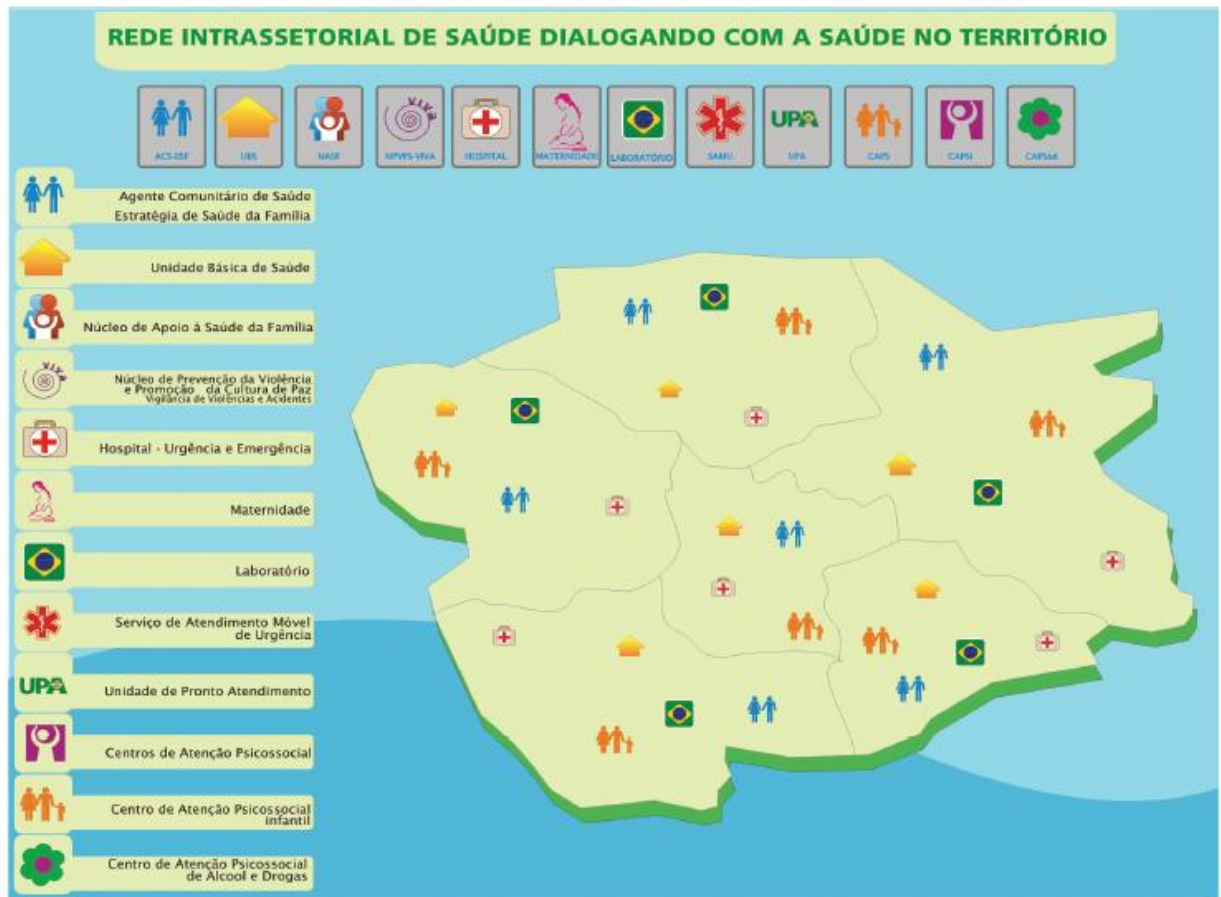 REDE INTRASSETORIAL DE SAÚDE DIALOGANDO COM A SAÚDE NO TERRITÓRIO
ACS-ESF
UBS
NASF
VIVA
NPVPS-VIVA
HOSPITAL
MATERNIDADE
LABORATÓRIO
SAMU
UPA
UPA
CAPS
CAPSI
CAPSad
Agente Comunitário de Saúde
Estratégia de Saúde da Família
Unidade Básica de Saúde
Núcleo de Apoio à Saúde da Família
VIVA
Núcleo de Prevenção da Violência
e Promoção da Cultura de Paz
Vigilância de Violências e Acidentes
Hospital - Urgência e Emergência
Maternidade
Laboratório
Serviço de Atendimento Móvel
de Urgência
UPA
Unidade de Pronto Atendimento
Centros de Atenção Psicossocial
Centro de Atenção Psicossocial
infantil
Centro de Atenção Psicossocial
de Álcool e Drogas